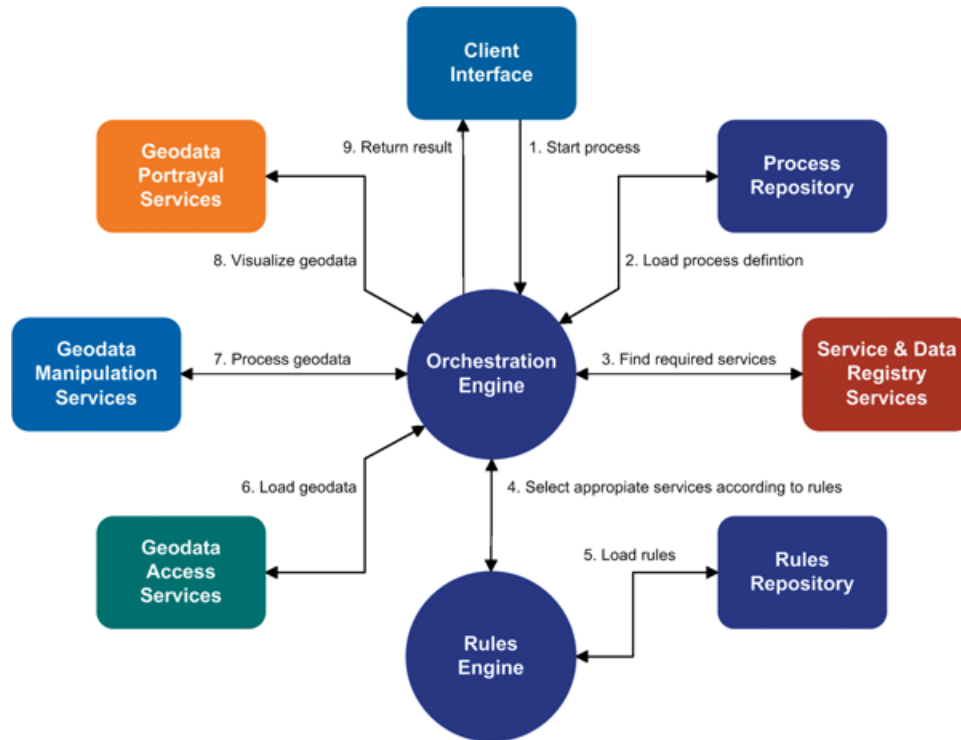 Client
Interface
9. Return result
1. Start process
Geodata
Portrayal
Services
Process
Repository
8. Visualize geodata
2. Load process defintion
Geodata
Manipulation
Services
7. Process geodata
Orchestration
Engine
3. Find required services
Service & Data
Registry
Services
6. Load geodata
4. Select appropiate services according to rules
Geodata
Access
Services
5. Load rules
Rules
Repository
Rules
Engine